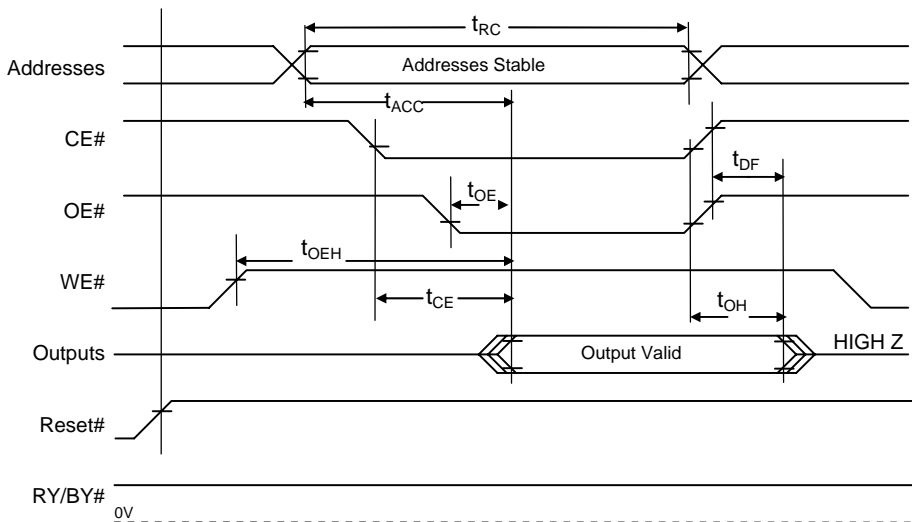 tRC
Addresses
Addresses Stable
tACC
CE#
tDF
tOE
OE#
tOEH
WE#
tCE
tOH
HIGH Z
Outputs
Output Valid
Reset#
RY/BY#
0V